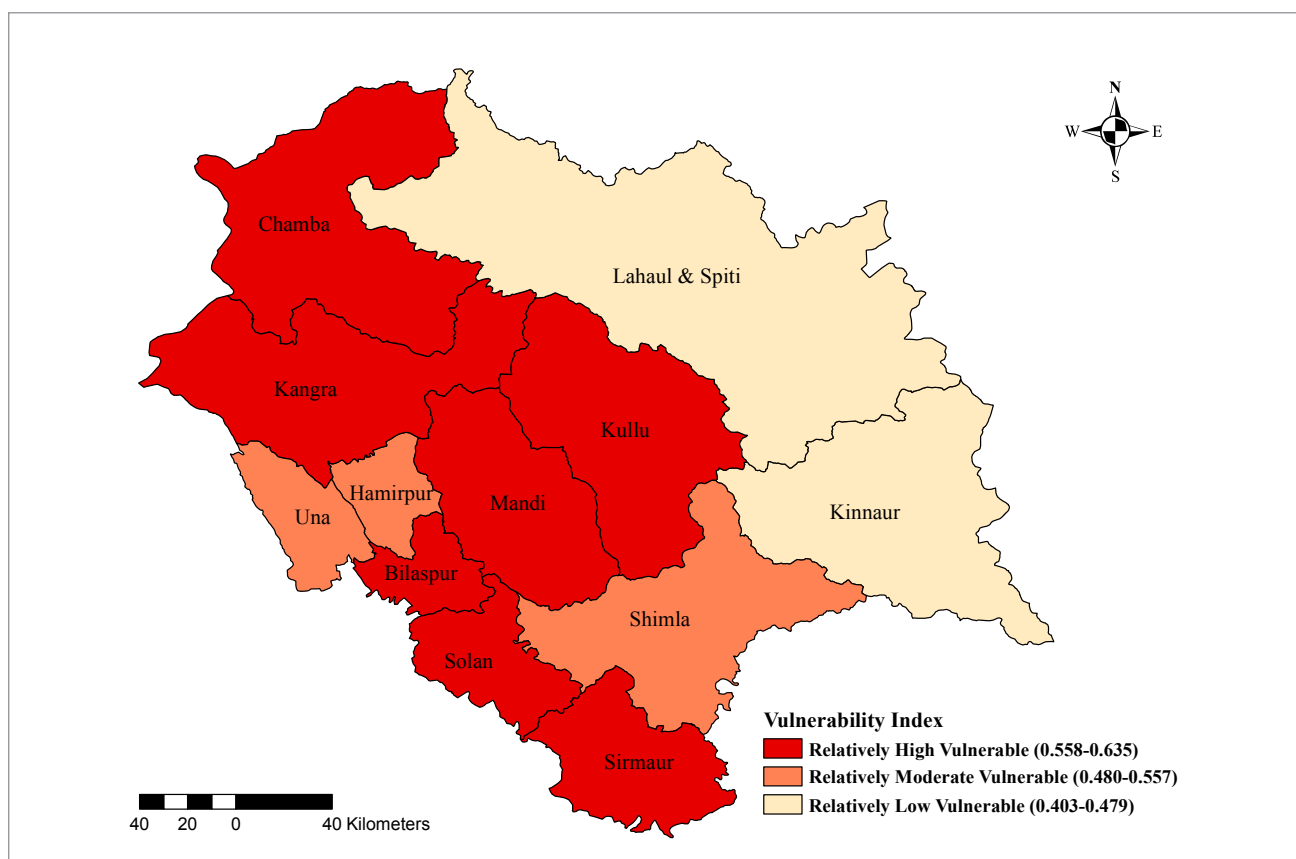 N
W E
S
Chamba
Lahaul & Spiti
Kangra
Kullu
Hamirpur
Mandi
Una
Kinnaur
Bilaspur
Shimla
Solan
Sirmaur
Vulnerability Index
Relatively High Vulnerable (0.558-0.635)
Relatively Moderate Vulnerable (0.480-0.557)
Relatively Low Vulnerable (0.403-0.479)
40 20 0 40 Kilometers